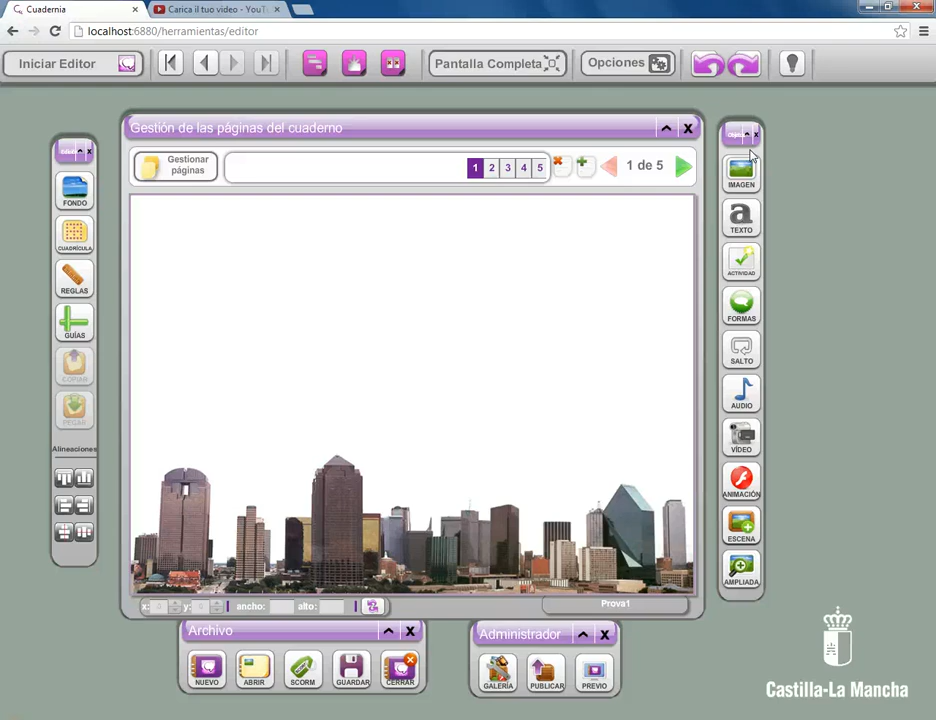 Cuadernia
Carica il tuo video - YouT
localhost:6880/herramientas/editor
Iniciar Editor
Pantalla Completa
Opciones
Gestión de las páginas del cuaderno
Gestionar
páginas
1 2 3 4 5
1 de 5
FONDO
CUADRÍCULA
REGLAS
GUÍAS
COPIAR
PEGAR
Alineaciones
IMAGEN
TEXTO
ACTIVIDAD
FORMAS
SALTO
AUDIO
VÍDEO
ANIMACIÓN
ESCENA
AMPLIADA
x: 0 y: 0 ancho: alto:
Prova1
Archivo
NUEVO
ABRIR
SCORM
GUARDAR
CERRAR
Administrador
GALERÍA
PUBLICAR
PREVIO
Castilla-La Mancha